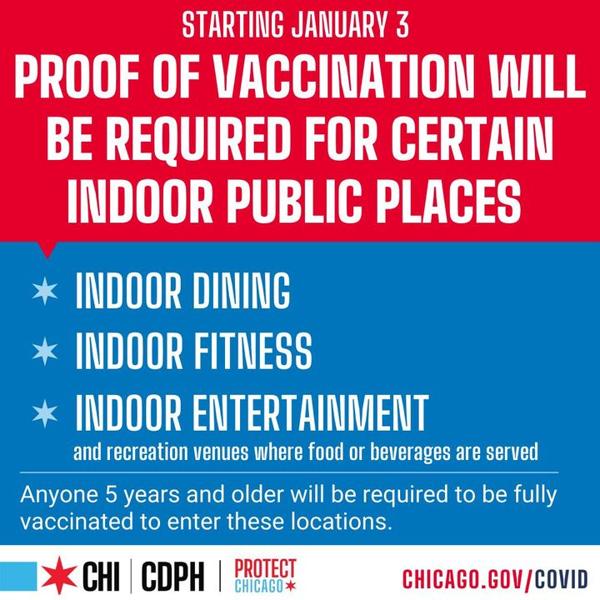 STARTING JANUARY 3
PROOF OF VACCINATION WILL
BE REQUIRED FOR CERTAIN
INDOOR PUBLIC PLACES
INDOOR DINING
INDOOR FITNESS
INDOOR ENTERTAINMENT
and recreation venues where food or beverages are served
Anyone 5 years and older will be required to be fully
vaccinated to enter these locations.
CHI | CDPH | PROTECT CHICAGO CHICAGO.GOV/COVID